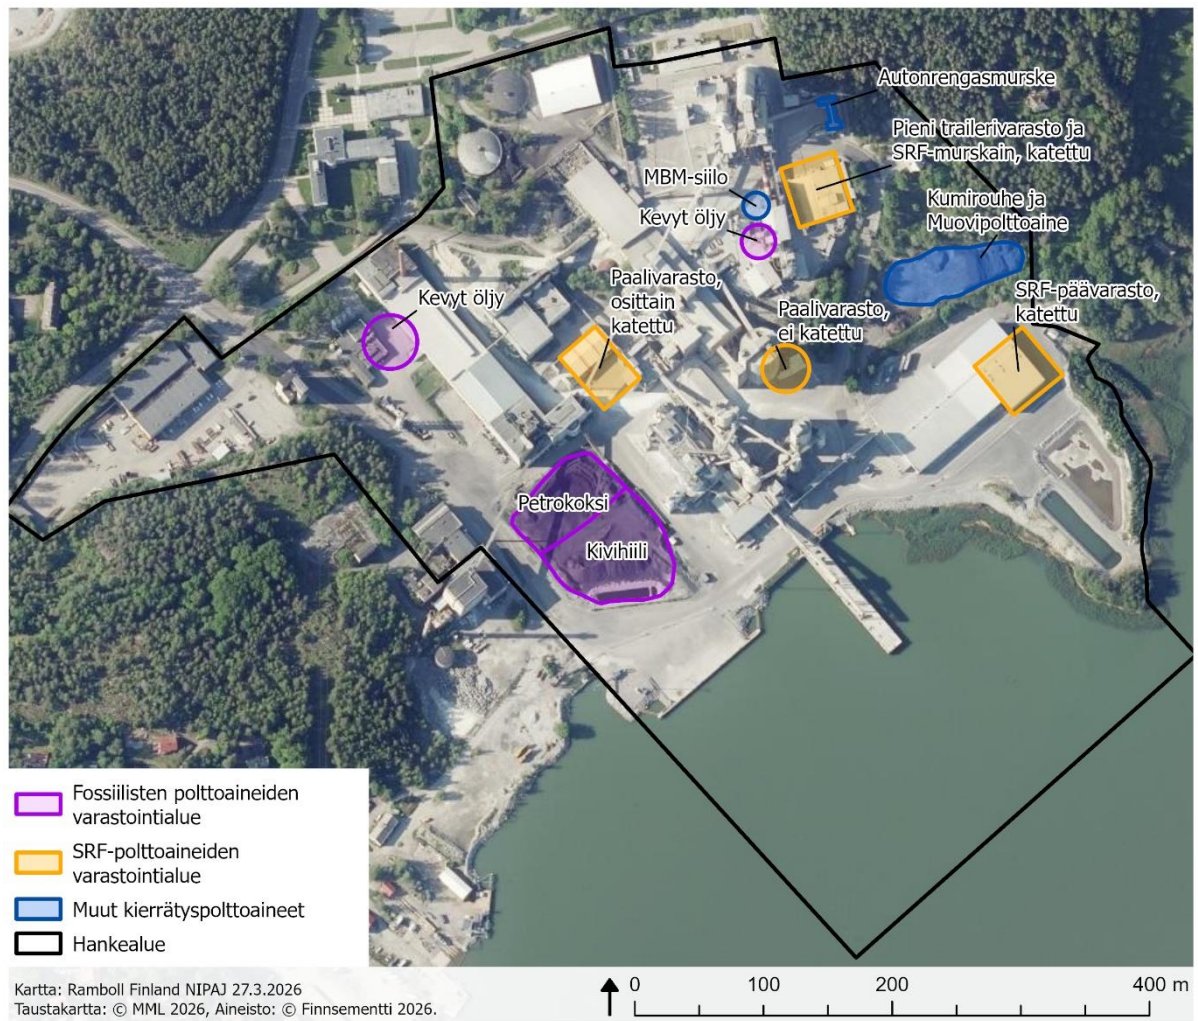 Autonrengasmurske
Pieni trailerivarasto ja
SRF-murskain, katettu
MBM-siilo
Kumirouhe ja
Muovipolttoaine
Kevyt öljy
Paalivarasto,
osittain
katettu
Kevyt öljy
Paalivarasto,
ei katettu
SRF-päävarasto,
katettu
Petrokoksi
Kivihiili
Fossiilisten polttoaineiden
varastointialue
SRF-polttoaineiden
varastointialue
Muut kierrätyspolttoaineet
Hankealue
Kartta: Ramboll Finland NIPAJ 27.3.2026
Taustakartta: © MML 2026, Aineisto: © Finnsementti 2026.
0 100 200 400 m